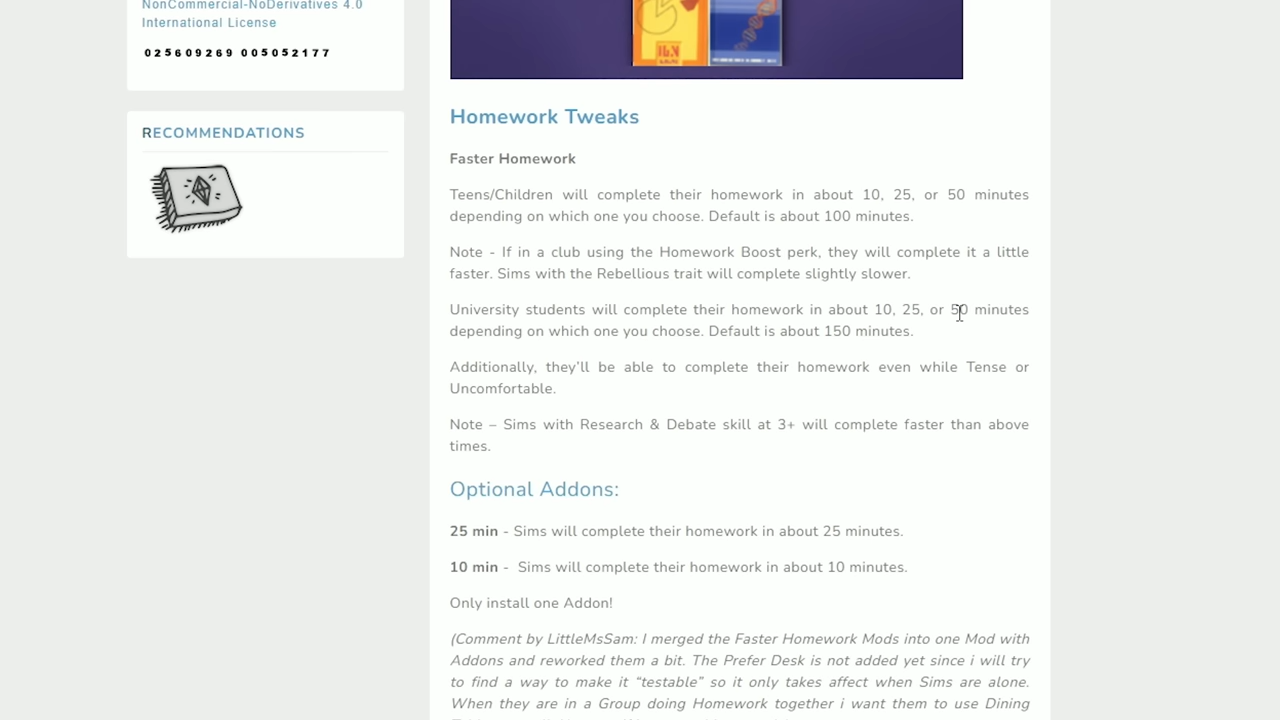 NonCommercial-NoDerivatives 4.0
International License
025609269 005052177
RECOMMENDATIONS
Homework Tweaks
Faster Homework
Teens/Children will complete their homework in about 10, 25, or 50 minutes
depending on which one you choose. Default is about 100 minutes.
Note - If in a club using the Homework Boost perk, they will complete it a little
faster. Sims with the Rebellious trait will complete slightly slower.
University students will complete their homework in about 10, 25, or 50 minutes
depending on which one you choose. Default is about 150 minutes.
Additionally, they’ll be able to complete their homework even while Tense or
Uncomfortable.
Note – Sims with Research & Debate skill at 3+ will complete faster than above
times.
Optional Addons:
25 min - Sims will complete their homework in about 25 minutes.
10 min - Sims will complete their homework in about 10 minutes.
Only install one Addon!
(Comment by LittleMsSam: I merged the Faster Homework Mods into one Mod with
Addons and reworked them a bit. The Prefer Desk is not added yet since i will try
to find a way to make it “testable” so it only takes affect when Sims are alone.
When they are in a Group doing Homework together i want them to use Dining